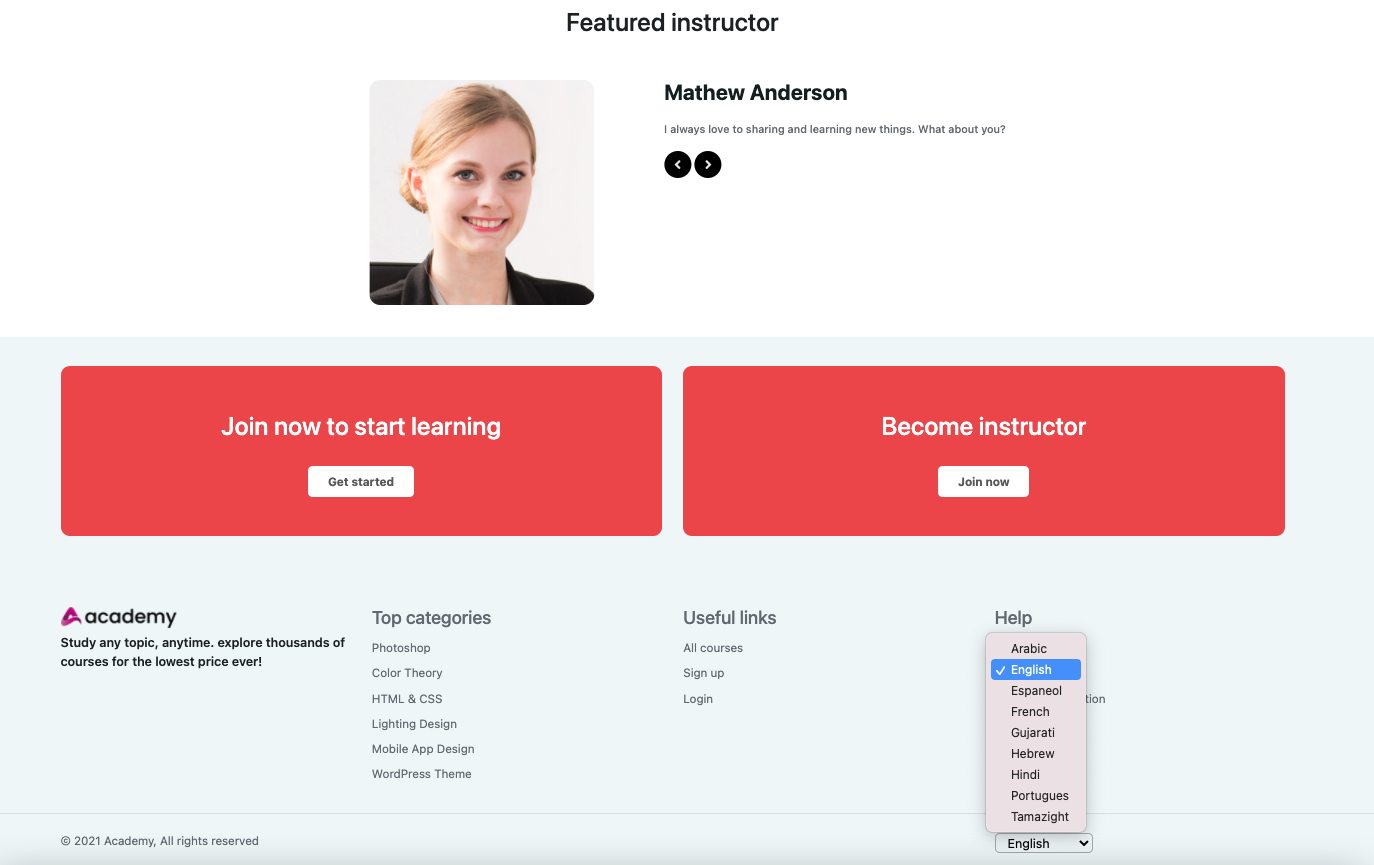 Featured instructor
Mathew Anderson
I always love to sharing and learning new things. What about you?
Join now to start learning
Get started
Become instructor
Join now
academy
Study any topic, anytime. explore thousands of
courses for the lowest price ever!
Top categories
Photoshop
Color Theory
HTML & CSS
Lighting Design
Mobile App Design
WordPress Theme
Useful links
All courses
Sign up
Login
Help
Arabic
English
Espaneol
French
Gujarati
Hebrew
Hindi
Portugues
Tamazight
© 2021 Academy, All rights reserved
English